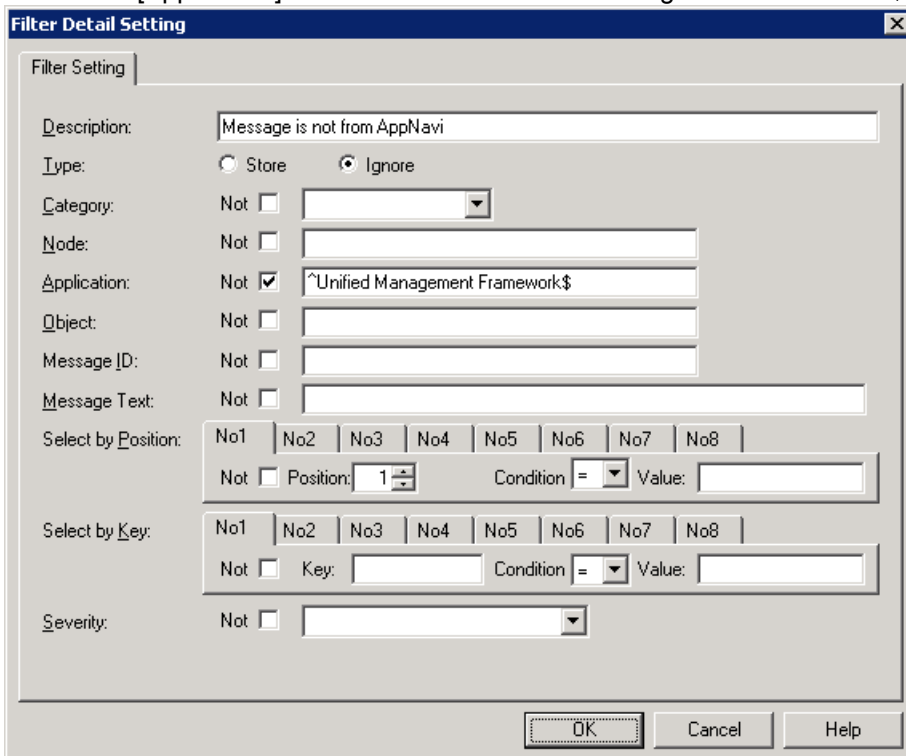 Filter Detail Setting
Filter Setting
Description: Message is not from AppNavi
Type: Store Ignore
Category: Not
Node: Not
Application: Not ^Unified Management Framework$
Object: Not
Message ID: Not
Message Text: Not
Select by Position: No1 No2 No3 No4 No5 No6 No7 No8
Not Position: 1 Condition = Value:
Select by Key: No1 No2 No3 No4 No5 No6 No7 No8
Not Key: Condition = Value:
Severity: Not
OK Cancel Help